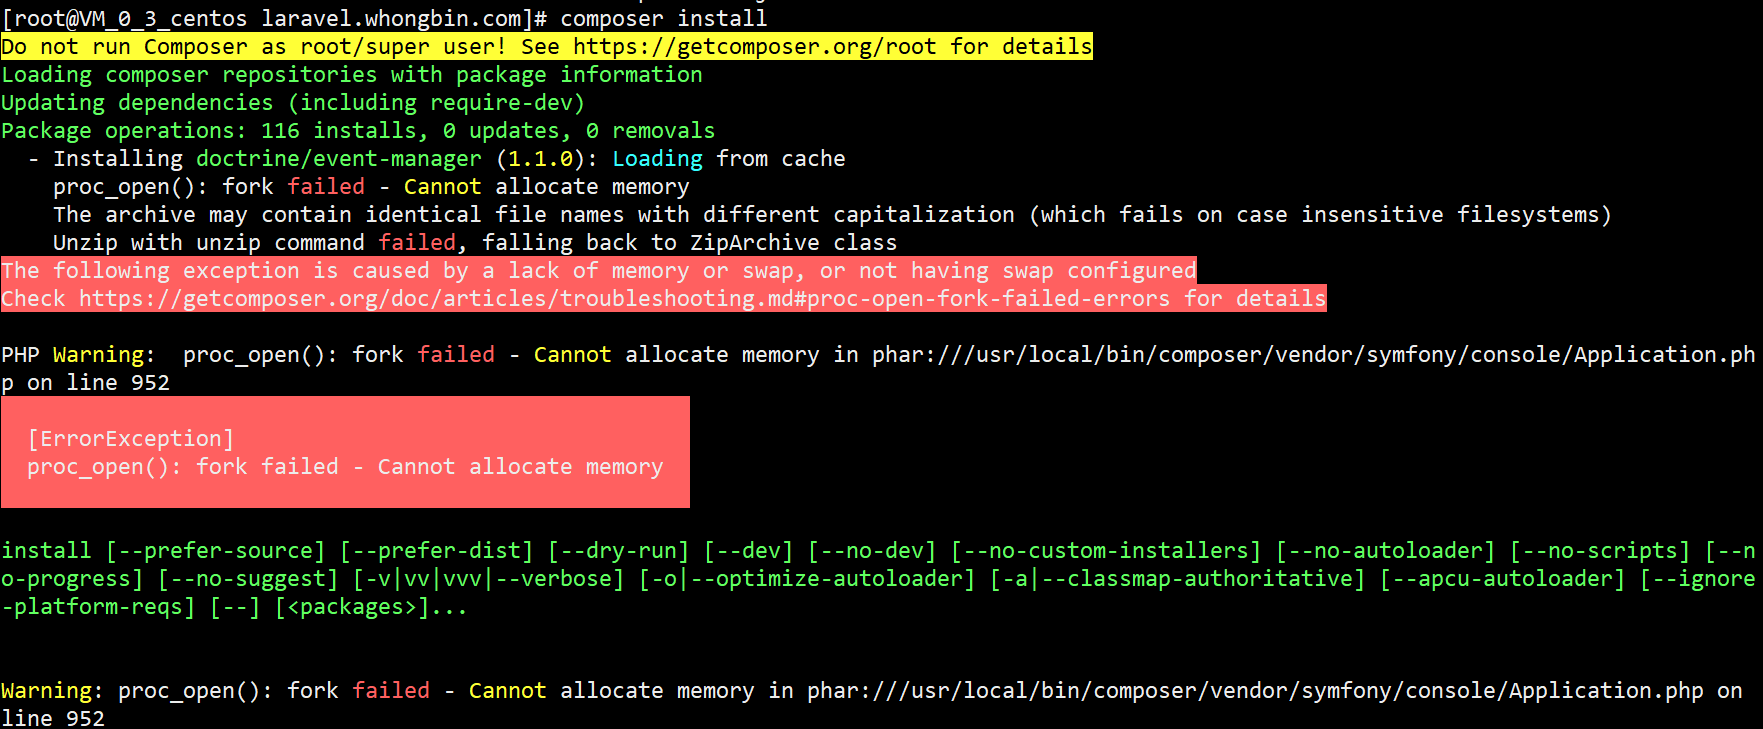 [root@VM_0_3_centos laravel.whongbin.com]# composer install
Do not run Composer as root/super user! See https://getcomposer.org/root for details
Loading composer repositories with package information
Updating dependencies (including require-dev)
Package operations: 116 installs, 0 updates, 0 removals
  - Installing doctrine/event-manager (1.1.0): Loading from cache
    proc_open(): fork failed - Cannot allocate memory
    The archive may contain identical file names with different capitalization (which fails on case insensitive filesystems)
    Unzip with unzip command failed, falling back to ZipArchive class
The following exception is caused by a lack of memory or swap, or not having swap configured
Check https://getcomposer.org/doc/articles/troubleshooting.md#proc-open-fork-failed-errors for details
PHP Warning:  proc_open(): fork failed - Cannot allocate memory in phar:///usr/local/bin/composer/vendor/symfony/console/Application.ph
p on line 952
  [ErrorException]
  proc_open(): fork failed - Cannot allocate memory
install [--prefer-source] [--prefer-dist] [--dry-run] [--dev] [--no-dev] [--no-custom-installers] [--no-autoloader] [--no-scripts] [--n
o-progress] [--no-suggest] [-v|vv|vvv|--verbose] [-o|--optimize-autoloader] [-a|--classmap-authoritative] [--apcu-autoloader] [--ignore
-platform-reqs] [--] [<packages>]...
Warning: proc_open(): fork failed - Cannot allocate memory in phar:///usr/local/bin/composer/vendor/symfony/console/Application.php on
line 952